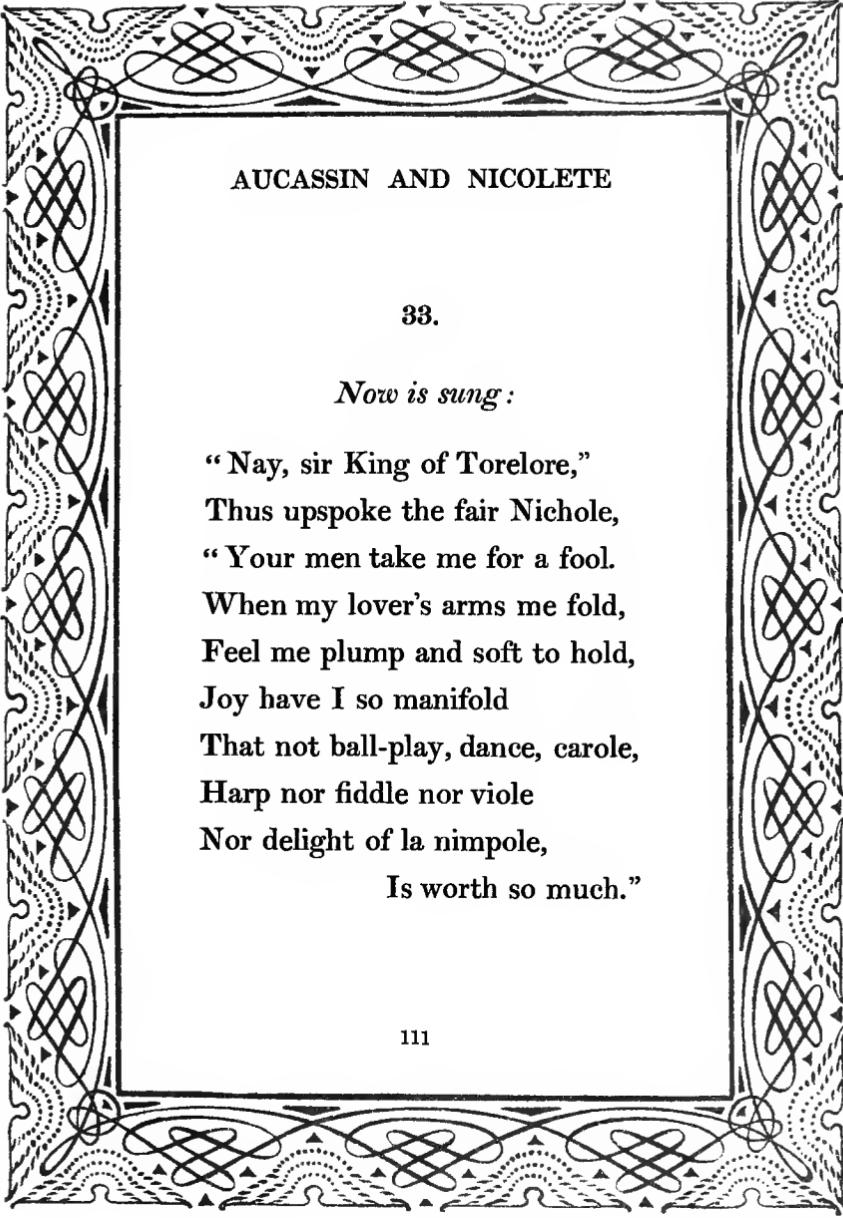 AUCASSIN AND NICOLETE
33.
Now is sung:
“Nay, sir King of Torelore,”
Thus upspoke the fair Nichole,
“Your men take me for a fool.
When my lover’s arms me fold,
Feel me plump and soft to hold,
Joy have I so manifold
That not ball-play, dance, carole,
Harp nor fiddle nor viole
Nor delight of la nimpole,
Is worth so much.”
111